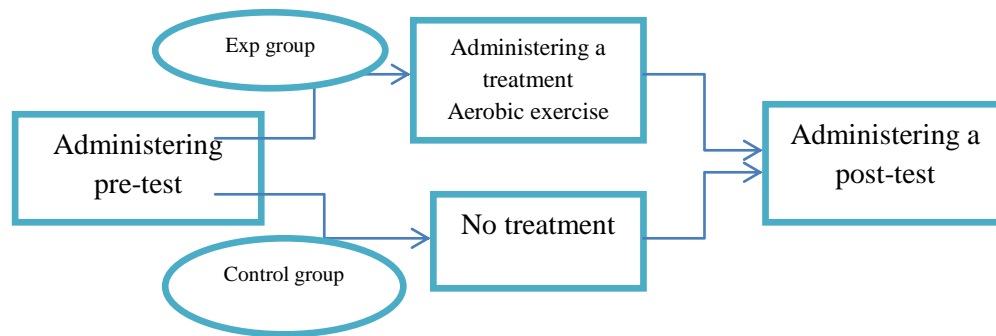 Exp group
Administering a
treatment
Aerobic exercise
Administering
pre-test
Administering a
post-test
No treatment
Control group